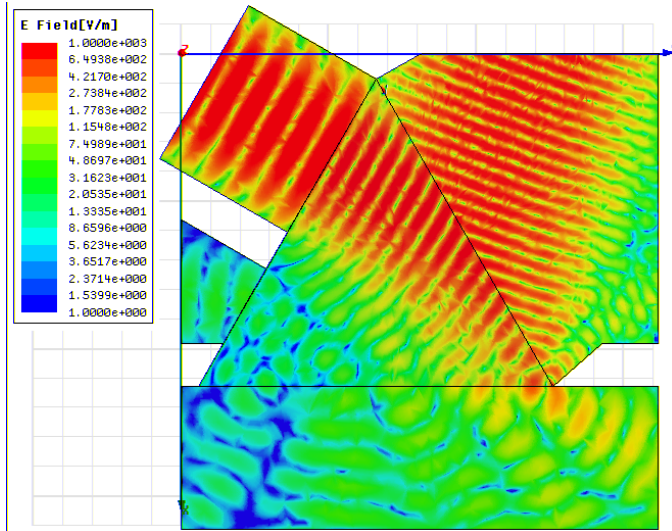 E Field[V/m]
1.0000e+003
6.4938e+002
4.2170e+002
2.7384e+002
1.7783e+002
1.1548e+002
7.4989e+001
4.8697e+001
3.1623e+001
2.0535e+001
1.3335e+001
8.6596e+000
5.6234e+000
3.6517e+000
2.3714e+000
1.5399e+000
1.0000e+000